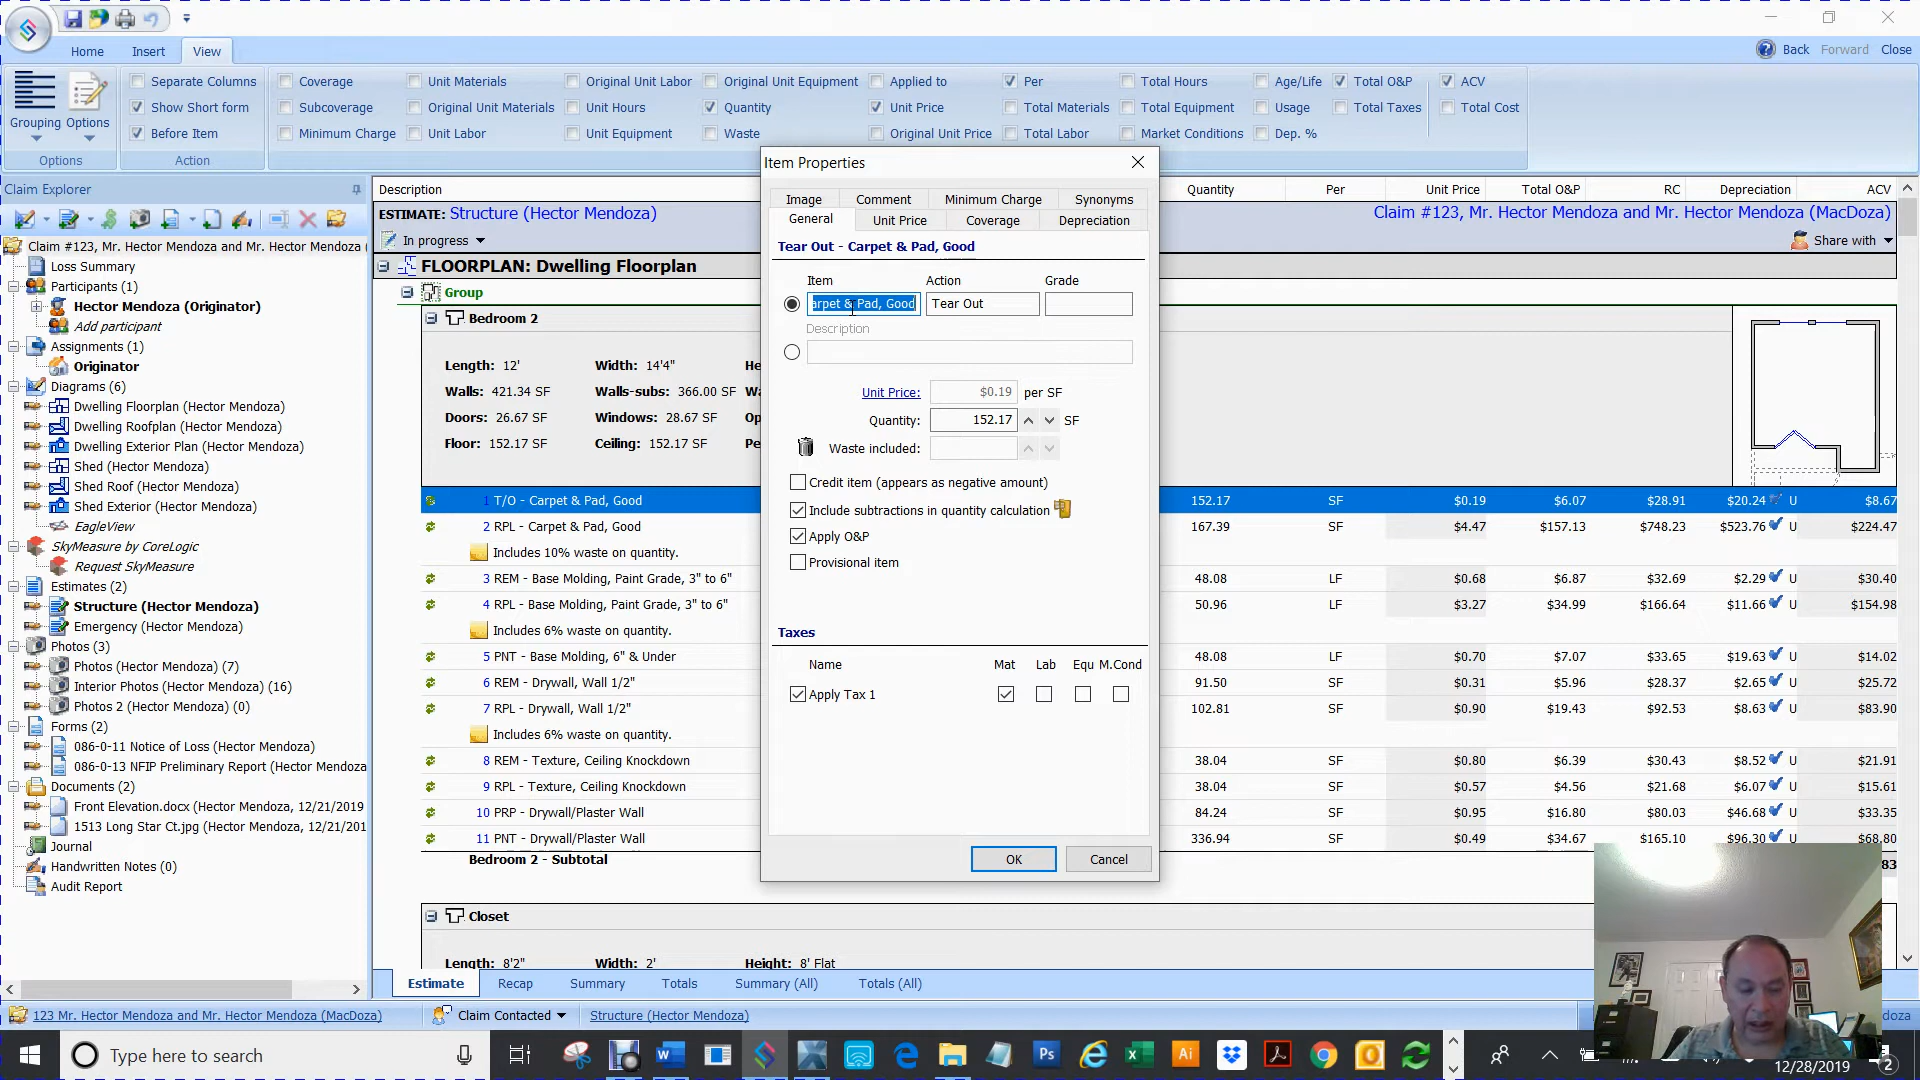 Home Insert View Back Forward Close
Separate Columns Coverage Unit Materials Original Unit Labor Original Unit Equipment Applied to Per Total Hours Age/Life Total O&P ACV
Show Short form Subcoverage Original Unit Materials Unit Hours Quantity Unit Price Total Materials Total Equipment Usage Total Taxes Total Cost
Grouping Options Before Item Minimum Charge Unit Labor Unit Equipment Waste Original Unit Price Total Labor Market Conditions Dep. %
Options Action
Claim Explorer
Claim #123, Mr. Hector Mendoza and Mr. Hector Mendoza (
Loss Summary
Participants (1)
Hector Mendoza (Originator)
Add participant
Assignments (1)
Originator
Diagrams (6)
Dwelling Floorplan (Hector Mendoza)
Dwelling Roofplan (Hector Mendoza)
Dwelling Exterior Plan (Hector Mendoza)
Shed (Hector Mendoza)
Shed Roof (Hector Mendoza)
Shed Exterior (Hector Mendoza)
EagleView
SkyMeasure by CoreLogic
Request SkyMeasure
Estimates (2)
Structure (Hector Mendoza)
Emergency (Hector Mendoza)
Photos (3)
Photos (Hector Mendoza) (7)
Interior Photos (Hector Mendoza) (16)
Photos 2 (Hector Mendoza) (0)
Forms (2)
086-0-11 Notice of Loss (Hector Mendoza)
086-0-13 NFIP Preliminary Report (Hector Mendoza
Documents (2)
Front Elevation.docx (Hector Mendoza, 12/21/2019
1513 Long Star Ct.jpg (Hector Mendoza, 12/21/201
Journal
Handwritten Notes (0)
Audit Report
Description Quantity Per Unit Price Total O&P RC Depreciation ACV
ESTIMATE: Structure (Hector Mendoza) Claim #123, Mr. Hector Mendoza and Mr. Hector Mendoza (MacDoza)
In progress Share with
FLOORPLAN: Dwelling Floorplan
Group
Bedroom 2
Length: 12' Width: 14'4" He
Walls: 421.34 SF Walls-subs: 366.00 SF Wa
Doors: 26.67 SF Windows: 28.67 SF Op
Floor: 152.17 SF Ceiling: 152.17 SF Pe
1 T/O - Carpet & Pad, Good 152.17 SF $0.19 $6.07 $28.91 $20.24 U $8.67
2 RPL - Carpet & Pad, Good 167.39 SF $4.47 $157.13 $748.23 $523.76 U $224.47
Includes 10% waste on quantity.
3 REM - Base Molding, Paint Grade, 3" to 6" 48.08 LF $0.68 $6.87 $32.69 $2.29 U $30.40
4 RPL - Base Molding, Paint Grade, 3" to 6" 50.96 LF $3.27 $34.99 $166.64 $11.66 U $154.98
Includes 6% waste on quantity.
5 PNT - Base Molding, 6" & Under 48.08 LF $0.70 $7.07 $33.65 $19.63 U $14.02
6 REM - Drywall, Wall 1/2" 91.50 SF $0.31 $5.96 $28.37 $2.65 U $25.72
7 RPL - Drywall, Wall 1/2" 102.81 SF $0.90 $19.43 $92.53 $8.63 U $83.90
Includes 6% waste on quantity.
8 REM - Texture, Ceiling Knockdown 38.04 SF $0.80 $6.39 $30.43 $8.52 U $21.91
9 RPL - Texture, Ceiling Knockdown 38.04 SF $0.57 $4.56 $21.68 $6.07 U $15.61
10 PRP - Drywall/Plaster Wall 84.24 SF $0.95 $16.80 $80.03 $46.68 U $33.35
11 PNT - Drywall/Plaster Wall 336.94 SF $0.49 $34.67 $165.10 $96.30 U $68.80
Bedroom 2 - Subtotal 83
Closet
Length: 8'2" Width: 2' Height: 8' Flat
Item Properties
Image Comment Minimum Charge Synonyms
General Unit Price Coverage Depreciation
Tear Out - Carpet & Pad, Good
Item Action Grade
arpet & Pad, Good Tear Out
Description
Unit Price: $0.19 per SF
Quantity: 152.17 SF
Waste included:
Credit item (appears as negative amount)
Include subtractions in quantity calculation
Apply O&P
Provisional item
Taxes
Name Mat Lab Equ M.Cond
Apply Tax 1
OK Cancel
Estimate Recap Summary Totals Summary (All) Totals (All)
123 Mr. Hector Mendoza and Mr. Hector Mendoza (MacDoza) Claim Contacted Structure (Hector Mendoza) doza
Type here to search
12/28/2019 2